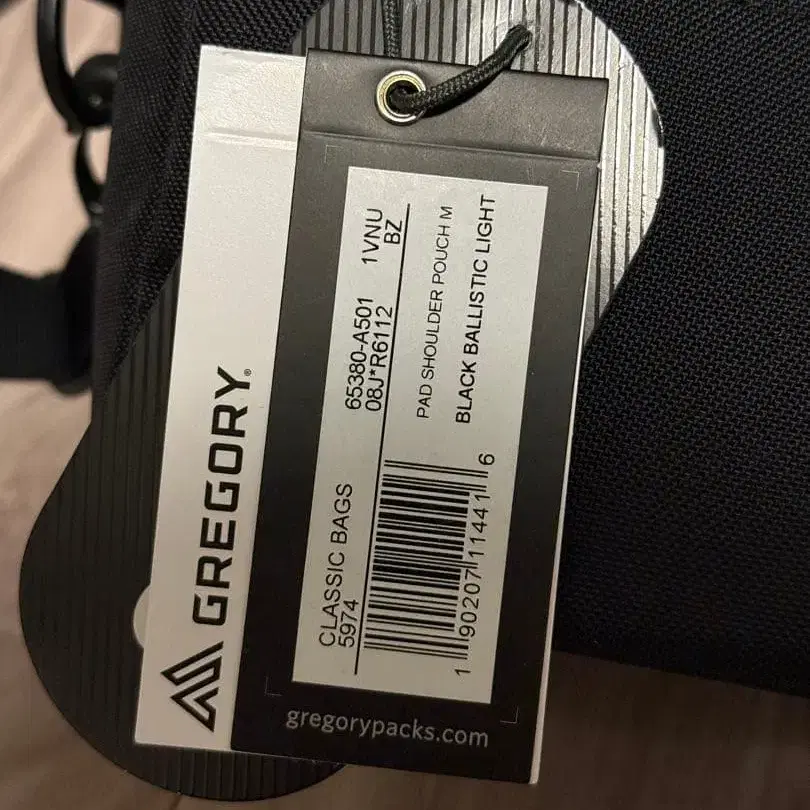 GREGORY®
CLASSIC BAGS 65380-A501 1VNU
5974 08J*R6112 BZ
PAD SHOULDER POUCH M
BLACK BALLISTIC LIGHT
1 90207 11441 6
gregorypacks.com